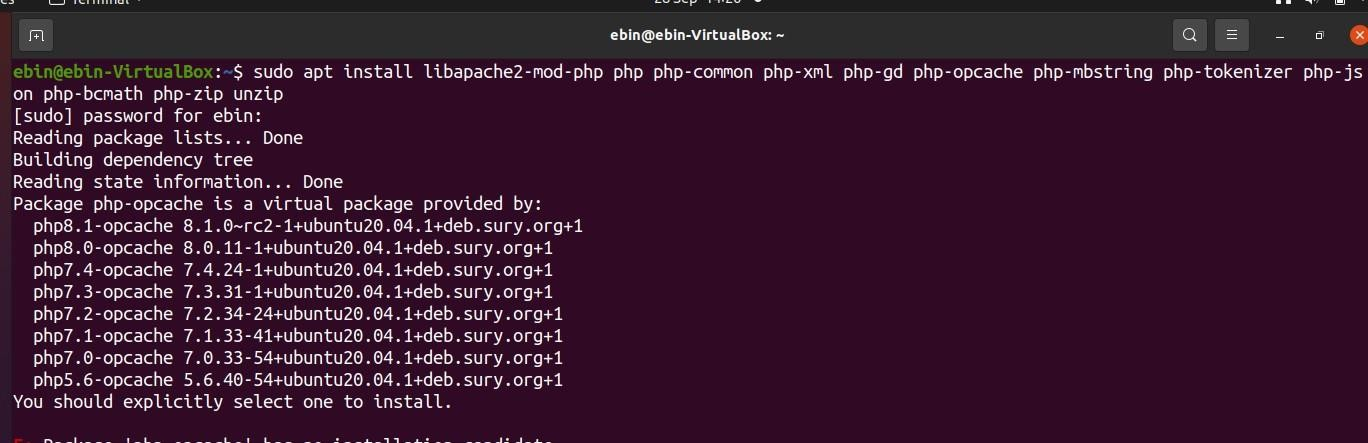 Terminal
ebin@ebin-VirtualBox: ~
ebin@ebin-VirtualBox:~$ sudo apt install libapache2-mod-php php php-common php-xml php-gd php-opcache php-mbstring php-tokenizer php-js
on php-bcmath php-zip unzip
[sudo] password for ebin:
Reading package lists... Done
Building dependency tree
Reading state information... Done
Package php-opcache is a virtual package provided by:
php8.1-opcache 8.1.0~rc2-1+ubuntu20.04.1+deb.sury.org+1
php8.0-opcache 8.0.11-1+ubuntu20.04.1+deb.sury.org+1
php7.4-opcache 7.4.24-1+ubuntu20.04.1+deb.sury.org+1
php7.3-opcache 7.3.31-1+ubuntu20.04.1+deb.sury.org+1
php7.2-opcache 7.2.34-24+ubuntu20.04.1+deb.sury.org+1
php7.1-opcache 7.1.33-41+ubuntu20.04.1+deb.sury.org+1
php7.0-opcache 7.0.33-54+ubuntu20.04.1+deb.sury.org+1
php5.6-opcache 5.6.40-54+ubuntu20.04.1+deb.sury.org+1
You should explicitly select one to install.
Package 'php-opcache' has no installation candidate